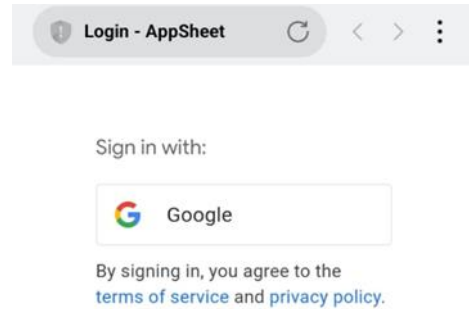 Login - AppSheet
Sign in with:
Google
By signing in, you agree to the
terms of service and privacy policy.